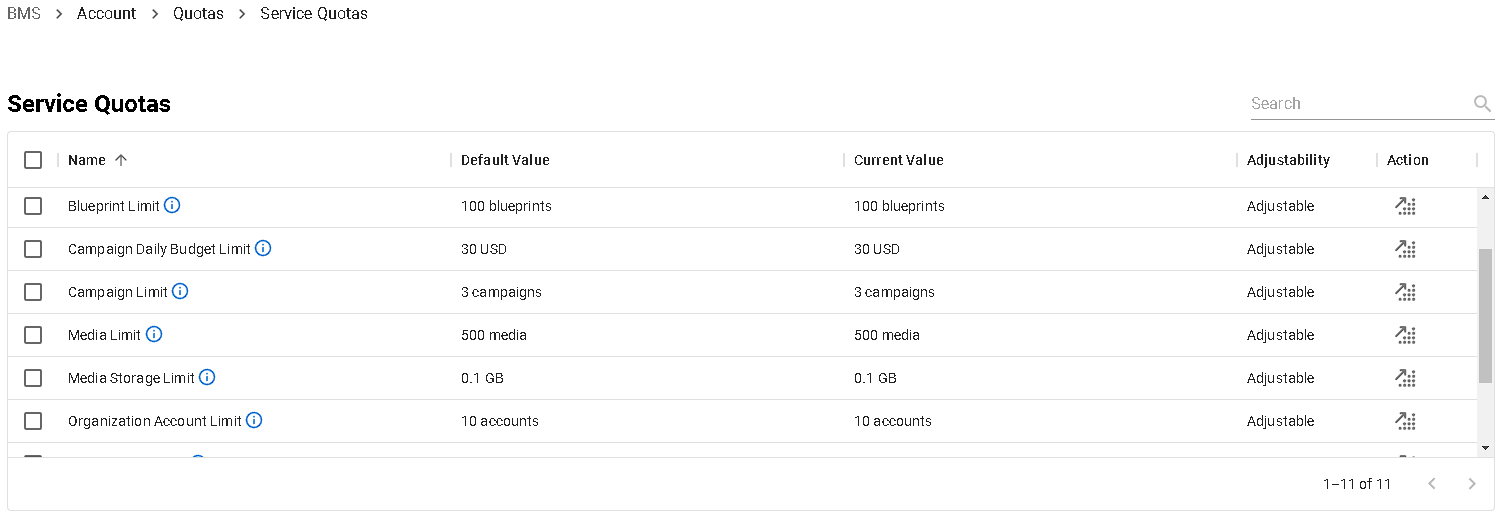 BMS > Account > Quotas > Service Quotas
Service Quotas
Search
Name Default Value Current Value Adjustability Action
Blueprint Limit 100 blueprints 100 blueprints Adjustable
Campaign Daily Budget Limit 30 USD 30 USD Adjustable
Campaign Limit 3 campaigns 3 campaigns Adjustable
Media Limit 500 media 500 media Adjustable
Media Storage Limit 0.1 GB 0.1 GB Adjustable
Organization Account Limit 10 accounts 10 accounts Adjustable
1–11 of 11